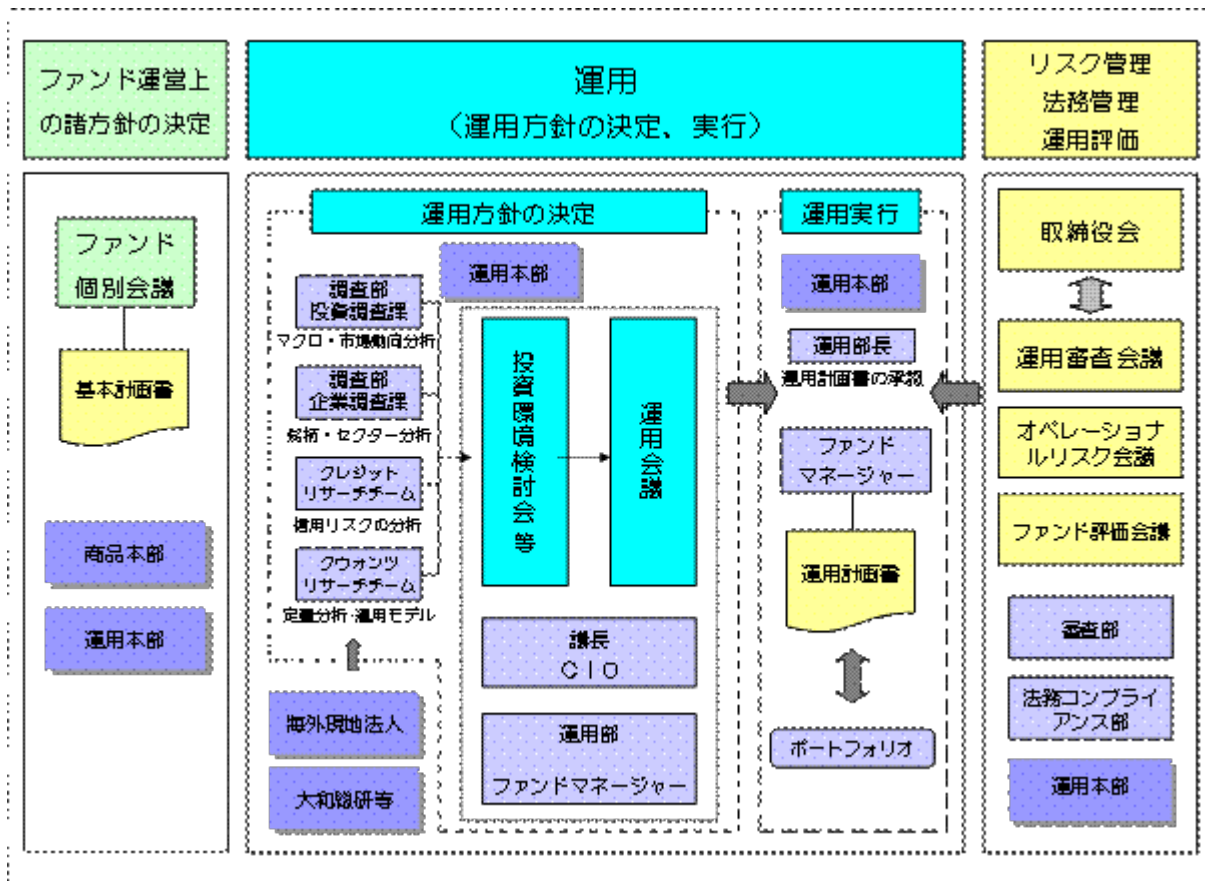 ファンド運営上
の諸方針の決定
運用
(運用方針の決定、実行)
リスク管理
法務管理
運用評価
ファンド
個別会議
基本計画書
商品本部
運用本部
運用方針の決定
運用本部
調査部
投資調査課
マクロ・市場動向分析
調査部
企業調査課
銘柄・セクター分析
クレジット
リサーチチーム
信用リスクの分析
クウォンツ
リサーチチーム
定量分析・運用モデル
海外現地法人
大和総研等
投資環境検討会等
運用会議
議長
CIO
運用部
ファンドマネージャー
運用実行
運用本部
運用部長
運用計画書の承認
ファンド
マネージャー
運用計画書
ポートフォリオ
取締役会
運用審査会議
オペレーショナ
ルリスク会議
ファンド評価会議
審査部
法務コンプライ
アンス部
運用本部